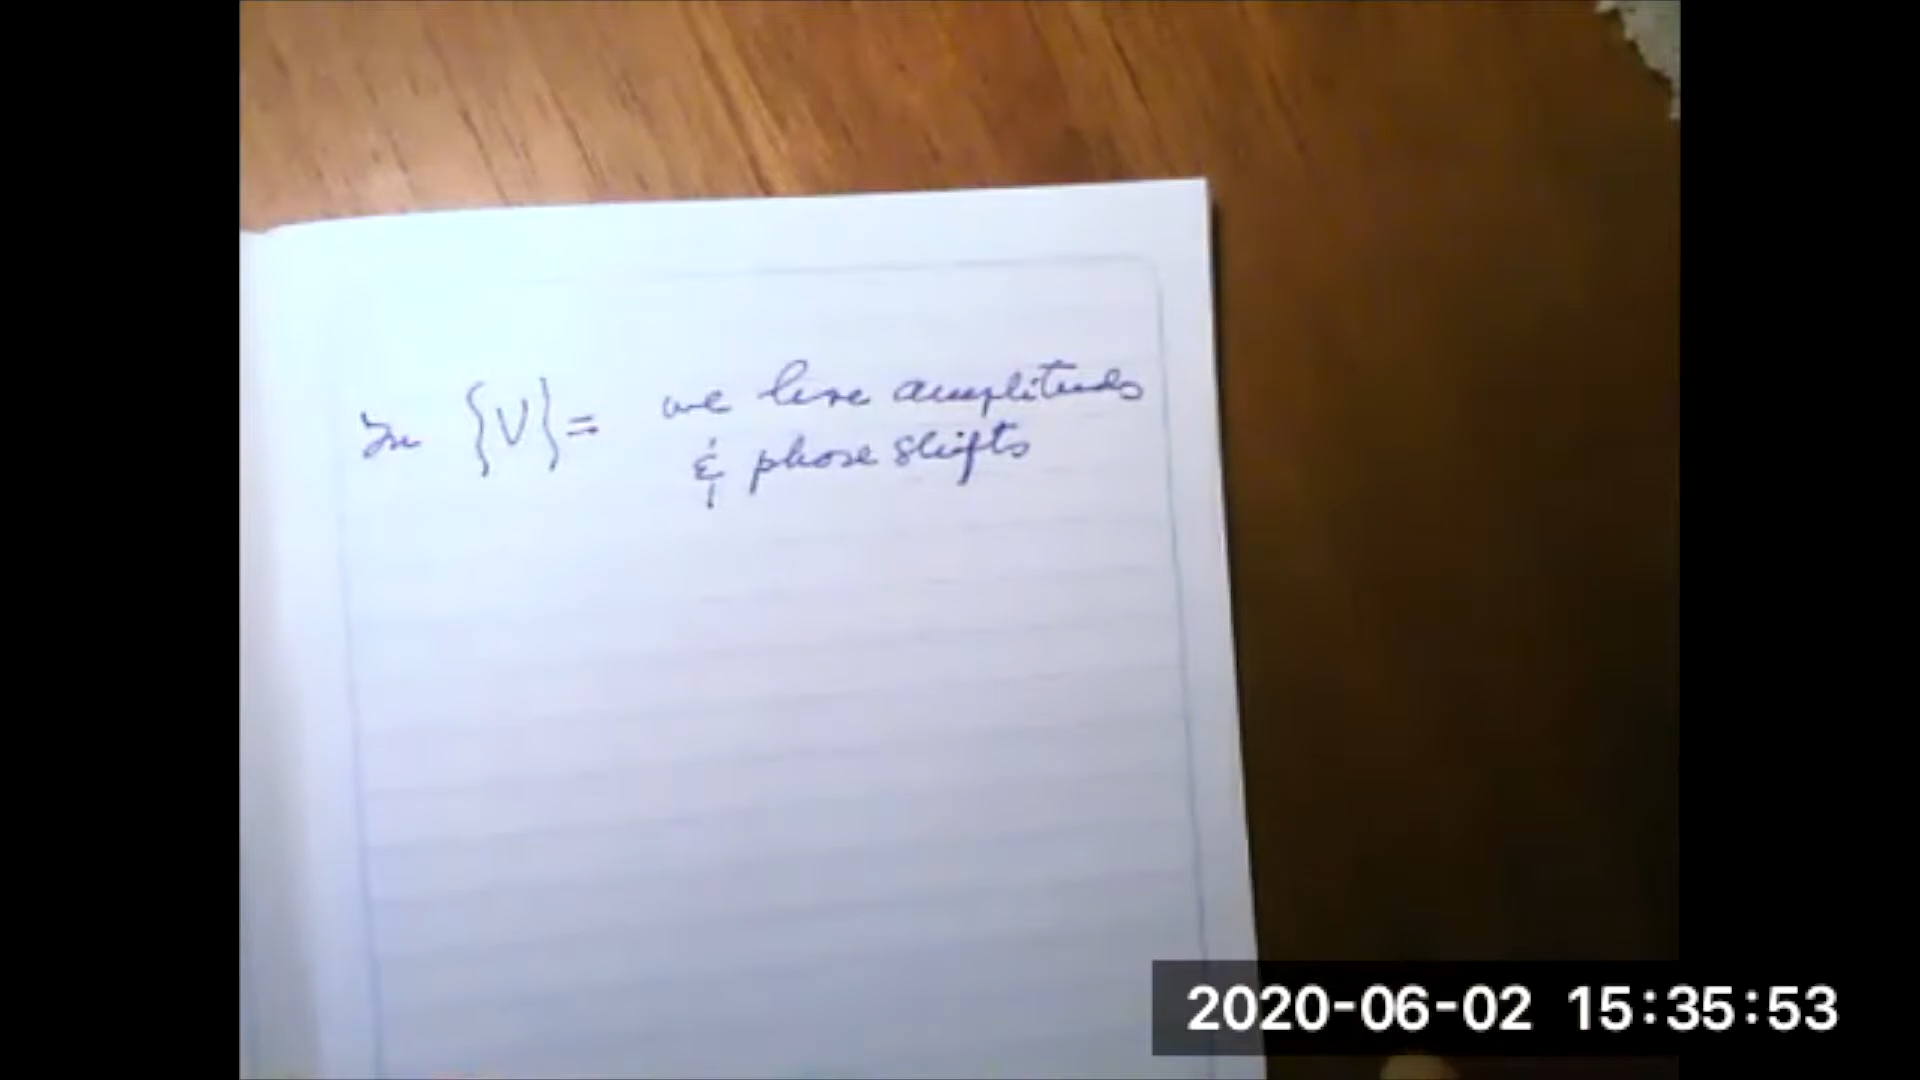 In {V} = we have amplitudes
& phase shifts
2020-06-02 15:35:53